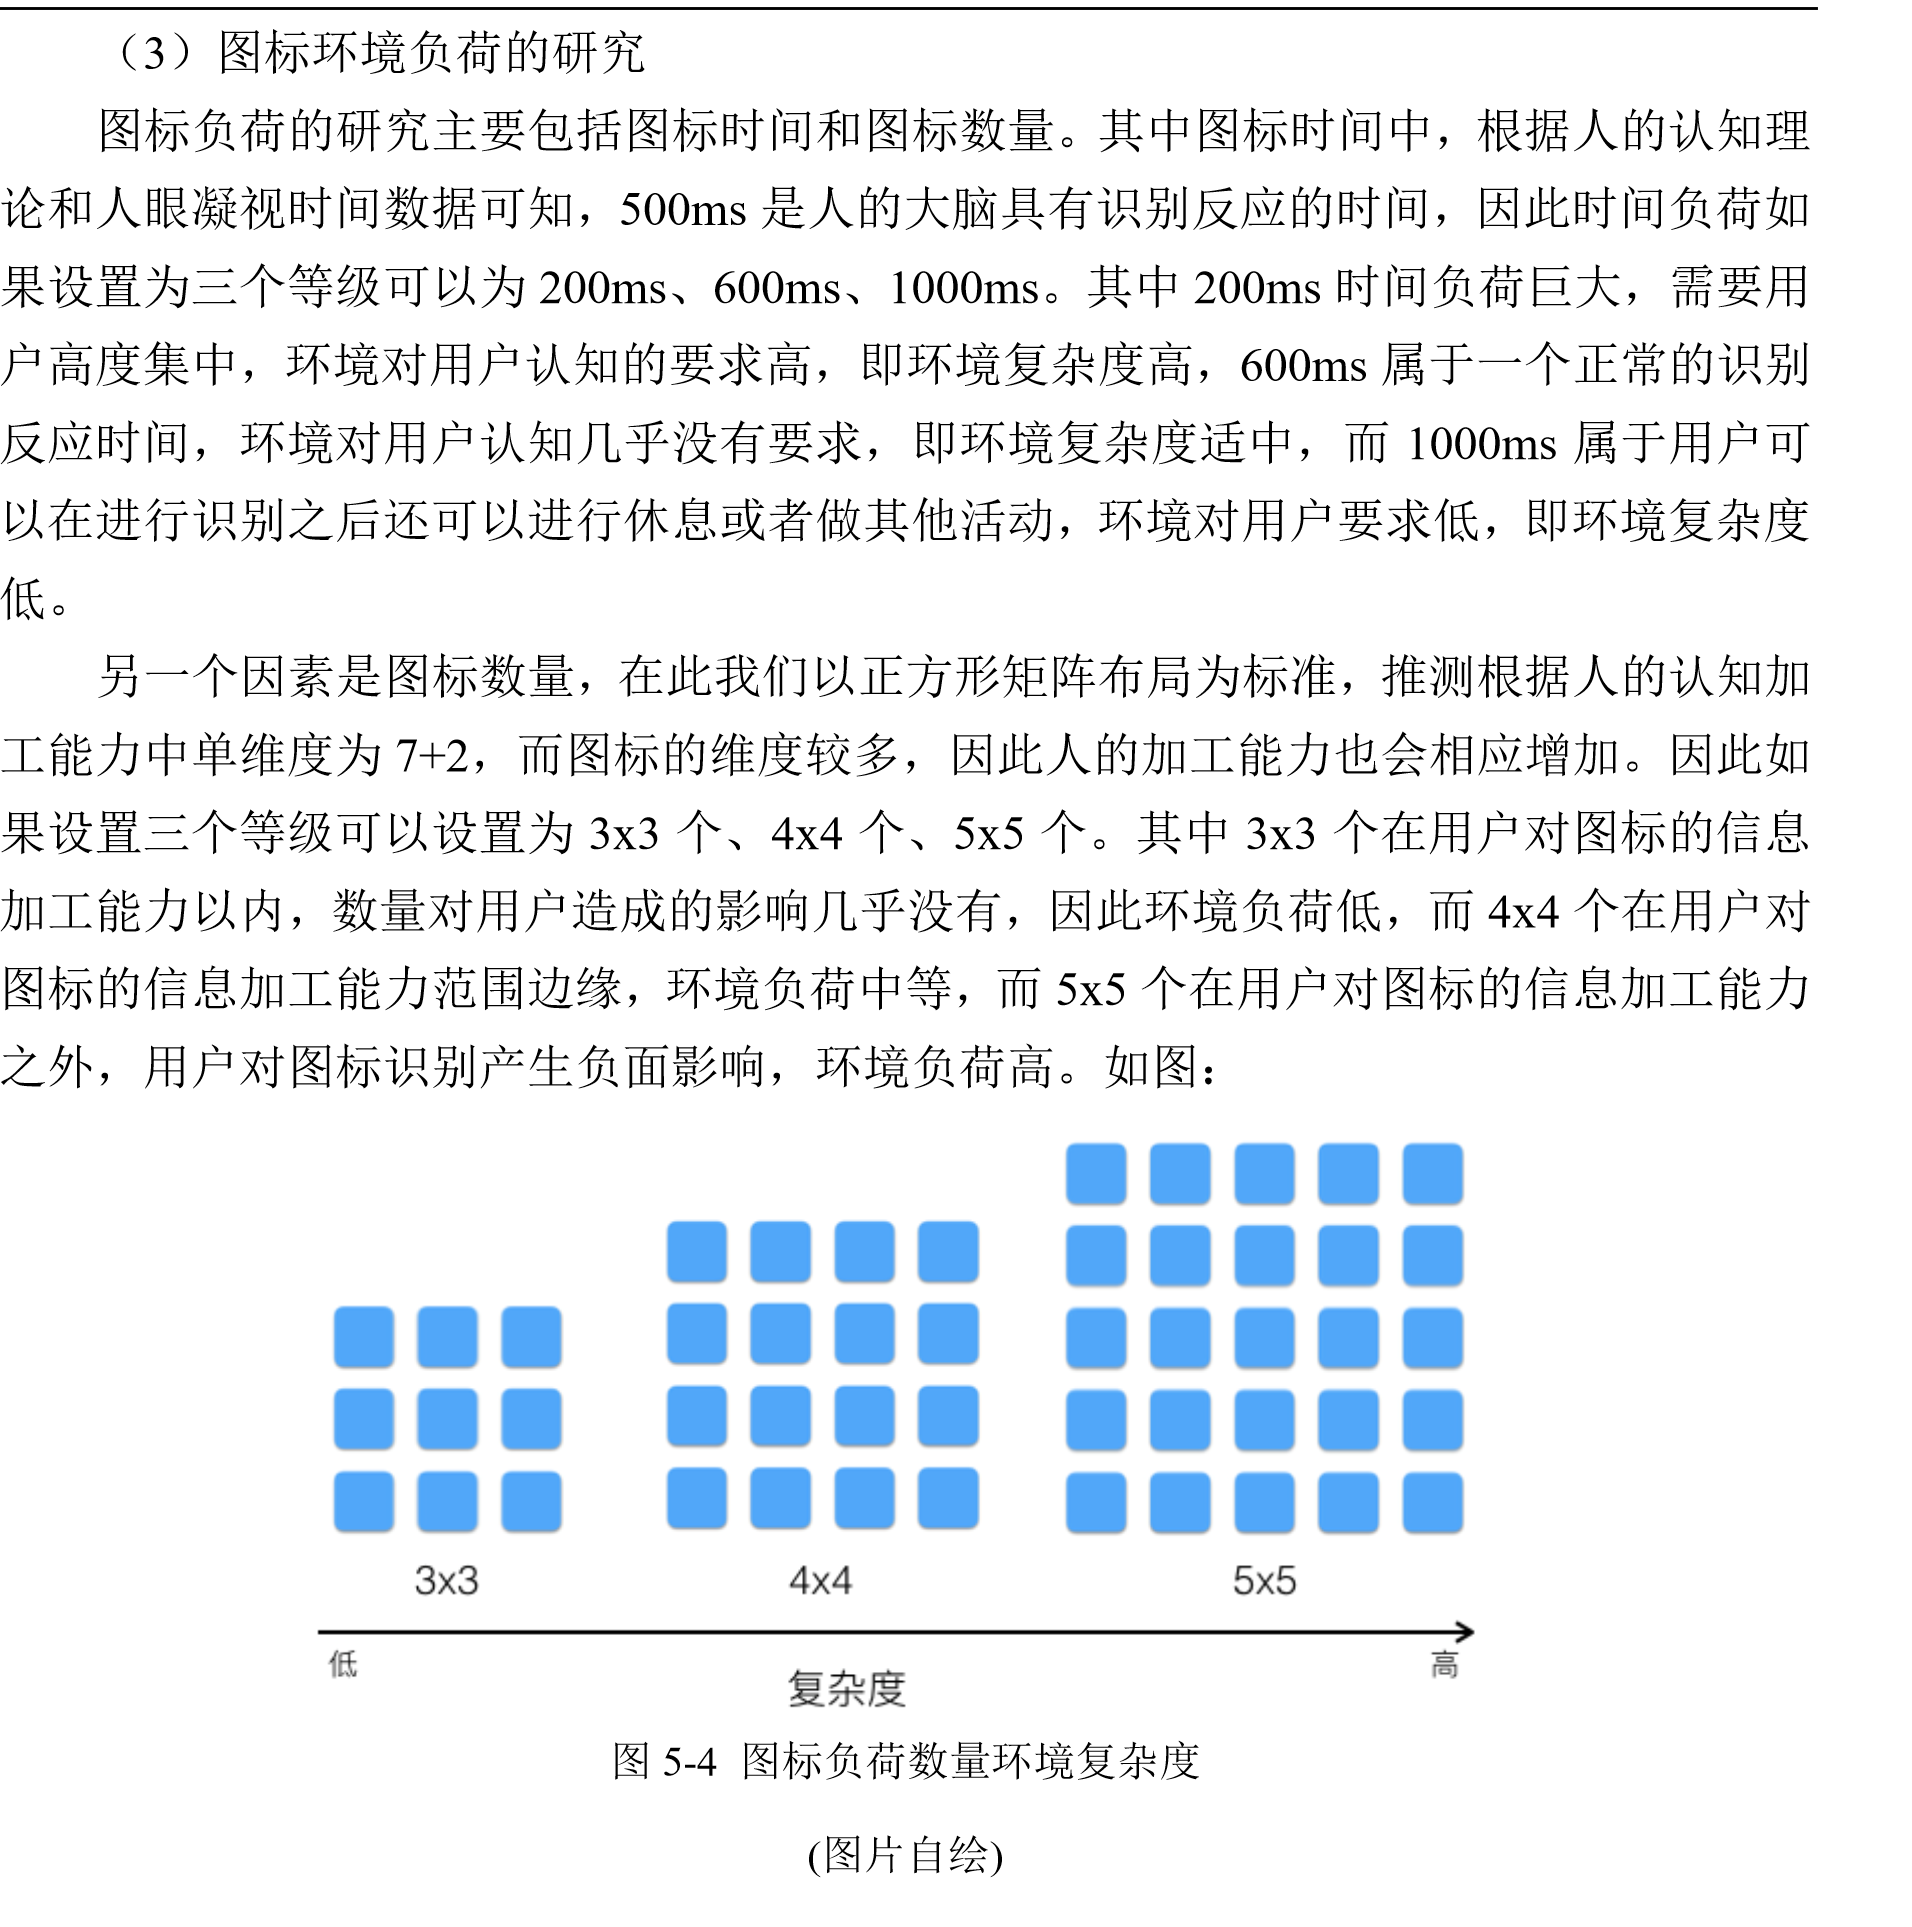 （3）图标环境负荷的研究
图标负荷的研究主要包括图标时间和图标数量。其中图标时间中，根据人的认知理
论和人眼凝视时间数据可知，500ms 是人的大脑具有识别反应的时间，因此时间负荷如
果设置为三个等级可以为 200ms、600ms、1000ms。其中 200ms 时间负荷巨大，需要用
户高度集中，环境对用户认知的要求高，即环境复杂度高，600ms 属于一个正常的识别
反应时间，环境对用户认知几乎没有要求，即环境复杂度适中，而 1000ms 属于用户可
以在进行识别之后还可以进行休息或者做其他活动，环境对用户要求低，即环境复杂度
低。
另一个因素是图标数量，在此我们以正方形矩阵布局为标准，推测根据人的认知加
工能力中单维度为 7+2，而图标的维度较多，因此人的加工能力也会相应增加。因此如
果设置三个等级可以设置为 3x3 个、4x4 个、5x5 个。其中 3x3 个在用户对图标的信息
加工能力以内，数量对用户造成的影响几乎没有，因此环境负荷低，而 4x4 个在用户对
图标的信息加工能力范围边缘，环境负荷中等，而 5x5 个在用户对图标的信息加工能力
之外，用户对图标识别产生负面影响，环境负荷高。如图：
3x3 4x4 5x5
低 高
复杂度
图 5-4 图标负荷数量环境复杂度
(图片自绘)